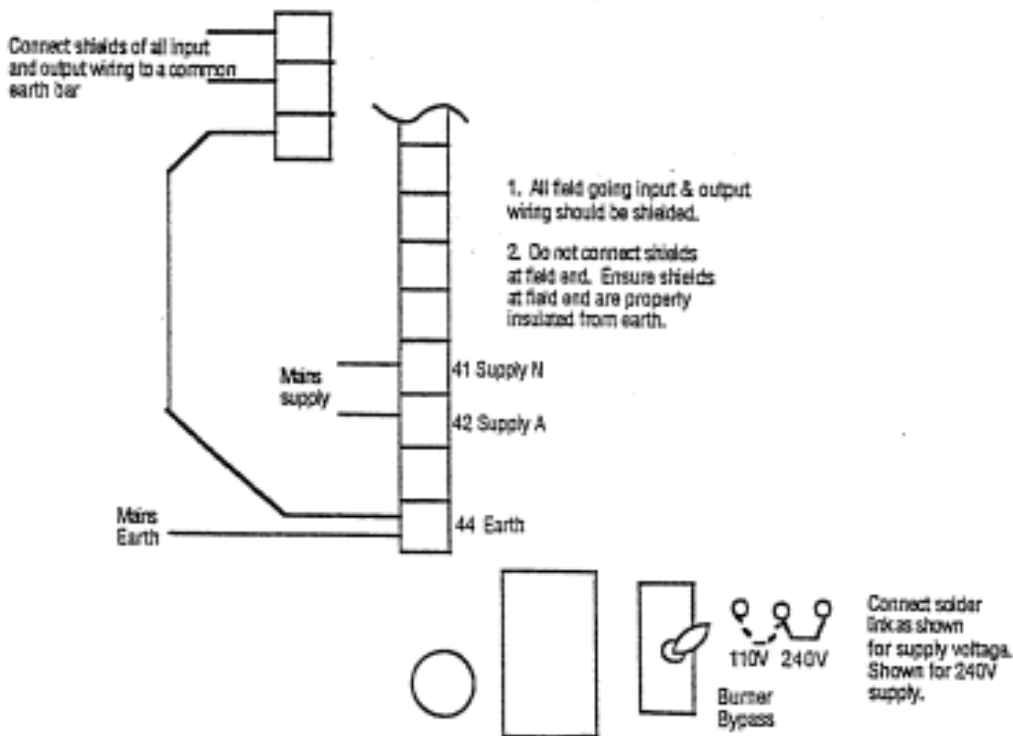 Connect shields of all input
and output wiring to a common
earth bar
1. All field going input & output
wiring should be shielded.
2. Do not connect shields
at field end. Ensure shields
at field end are properly
insulated from earth.
Mains
supply
41 Supply N
42 Supply A
Mains
Earth
44 Earth
110V 240V
Burner
Bypass
Connect solder
link as shown
for supply voltage.
Shown for 240V
supply.